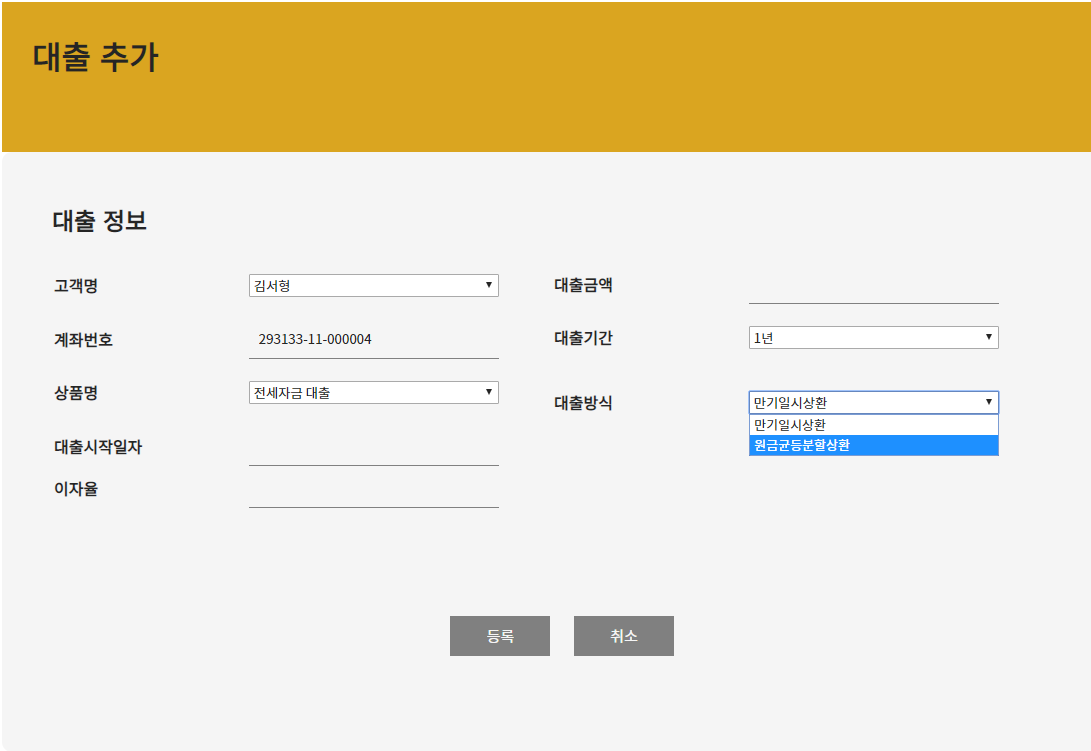 대출 추가
대출 정보
고객명
김서형
계좌번호
293133-11-000004
상품명
전세자금 대출
대출시작일자
이자율
대출금액
대출기간
1년
대출방식
만기일시상환
만기일시상환
원금균등분할상환
등록
취소